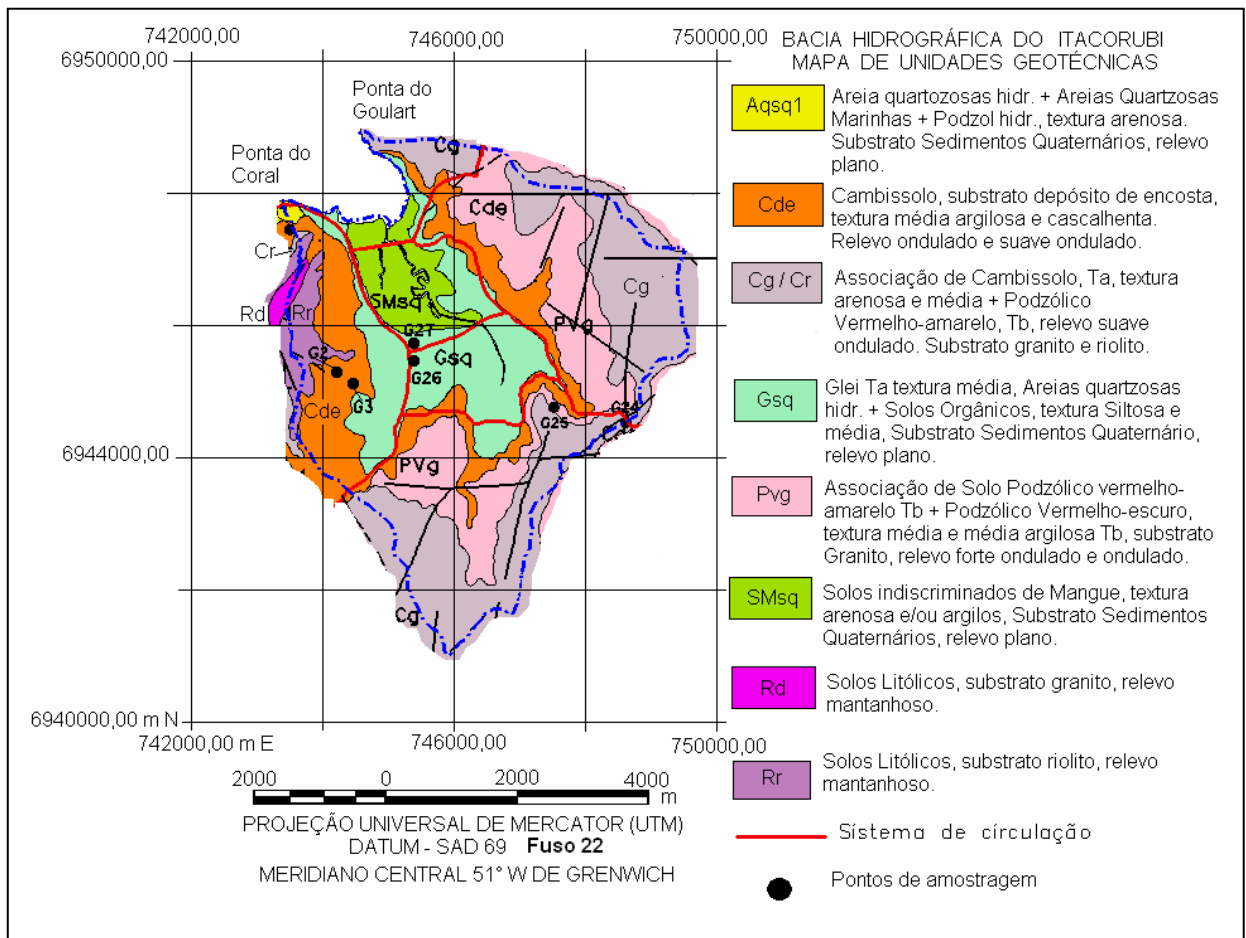 742000,00
746000,00
750000,00
6950000,00
BACIA HIDROGRÁFICA DO ITACORUBI
MAPA DE UNIDADES GEOTÉCNICAS
Ponta do
Goulart
Ponta do
Coral
Cg
Cde
Cr
Cg
SMsq
Rd
Rr
PVg
G27
G2
Gsq
G26
G3
Cde
G25
G24
6944000,00
PVg
Cg
6940000,00 m N
742000,00 m E
746000,00
750000,00
Aqsq1
Areia quartozosas hidr. + Areias Quartzosas
Marinhas + Podzol hidr., textura arenosa.
Substrato Sedimentos Quaternários, relevo
plano.
Cde
Cambissolo, substrato depósito de encosta,
textura média argilosa e cascalhenta.
Relevo ondulado e suave ondulado.
Cg / Cr
Associação de Cambissolo, Ta, textura
arenosa e média + Podzólico
Vermelho-amarelo, Tb, relevo suave
ondulado. Substrato granito e riolito.
Gsq
Glei Ta textura média, Areias quartzosas
hidr. + Solos Orgânicos, textura Siltosa e
média, Substrato Sedimentos Quaternário,
relevo plano.
Pvg
Associação de Solo Podzólico vermelho-
amarelo Tb + Podzólico Vermelho-escuro,
textura média e média argilosa Tb, substrato
Granito, relevo forte ondulado e ondulado.
SMsq
Solos indiscriminados de Mangue, textura
arenosa e/ou argilos, Substrato Sedimentos
Quaternários, relevo plano.
Rd
Solos Litólicos, substrato granito, relevo
mantanhoso.
Rr
Solos Litólicos, substrato riolito, relevo
mantanhoso.
Sístema de círculação
Pontos de amostragem
2000 0 2000 4000
m
PROJEÇÃO UNIVERSAL DE MERCATOR (UTM)
DATUM - SAD 69 Fuso 22
MERIDIANO CENTRAL 51° W DE GRENWICH